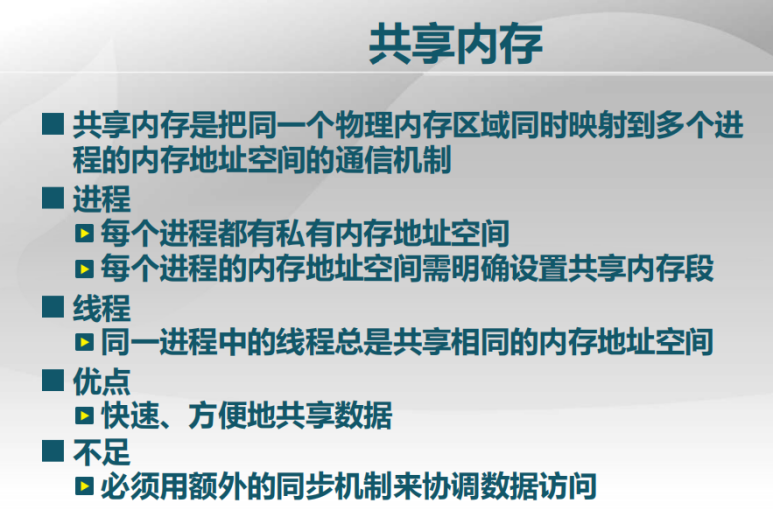 共享内存
共享内存是把同一个物理内存区域同时映射到多个进
程的内存地址空间的通信机制
进程
每个进程都有私有内存地址空间
每个进程的内存地址空间需明确设置共享内存段
线程
同一进程中的线程总是共享相同的内存地址空间
优点
快速、方便地共享数据
不足
必须用额外的同步机制来协调数据访问